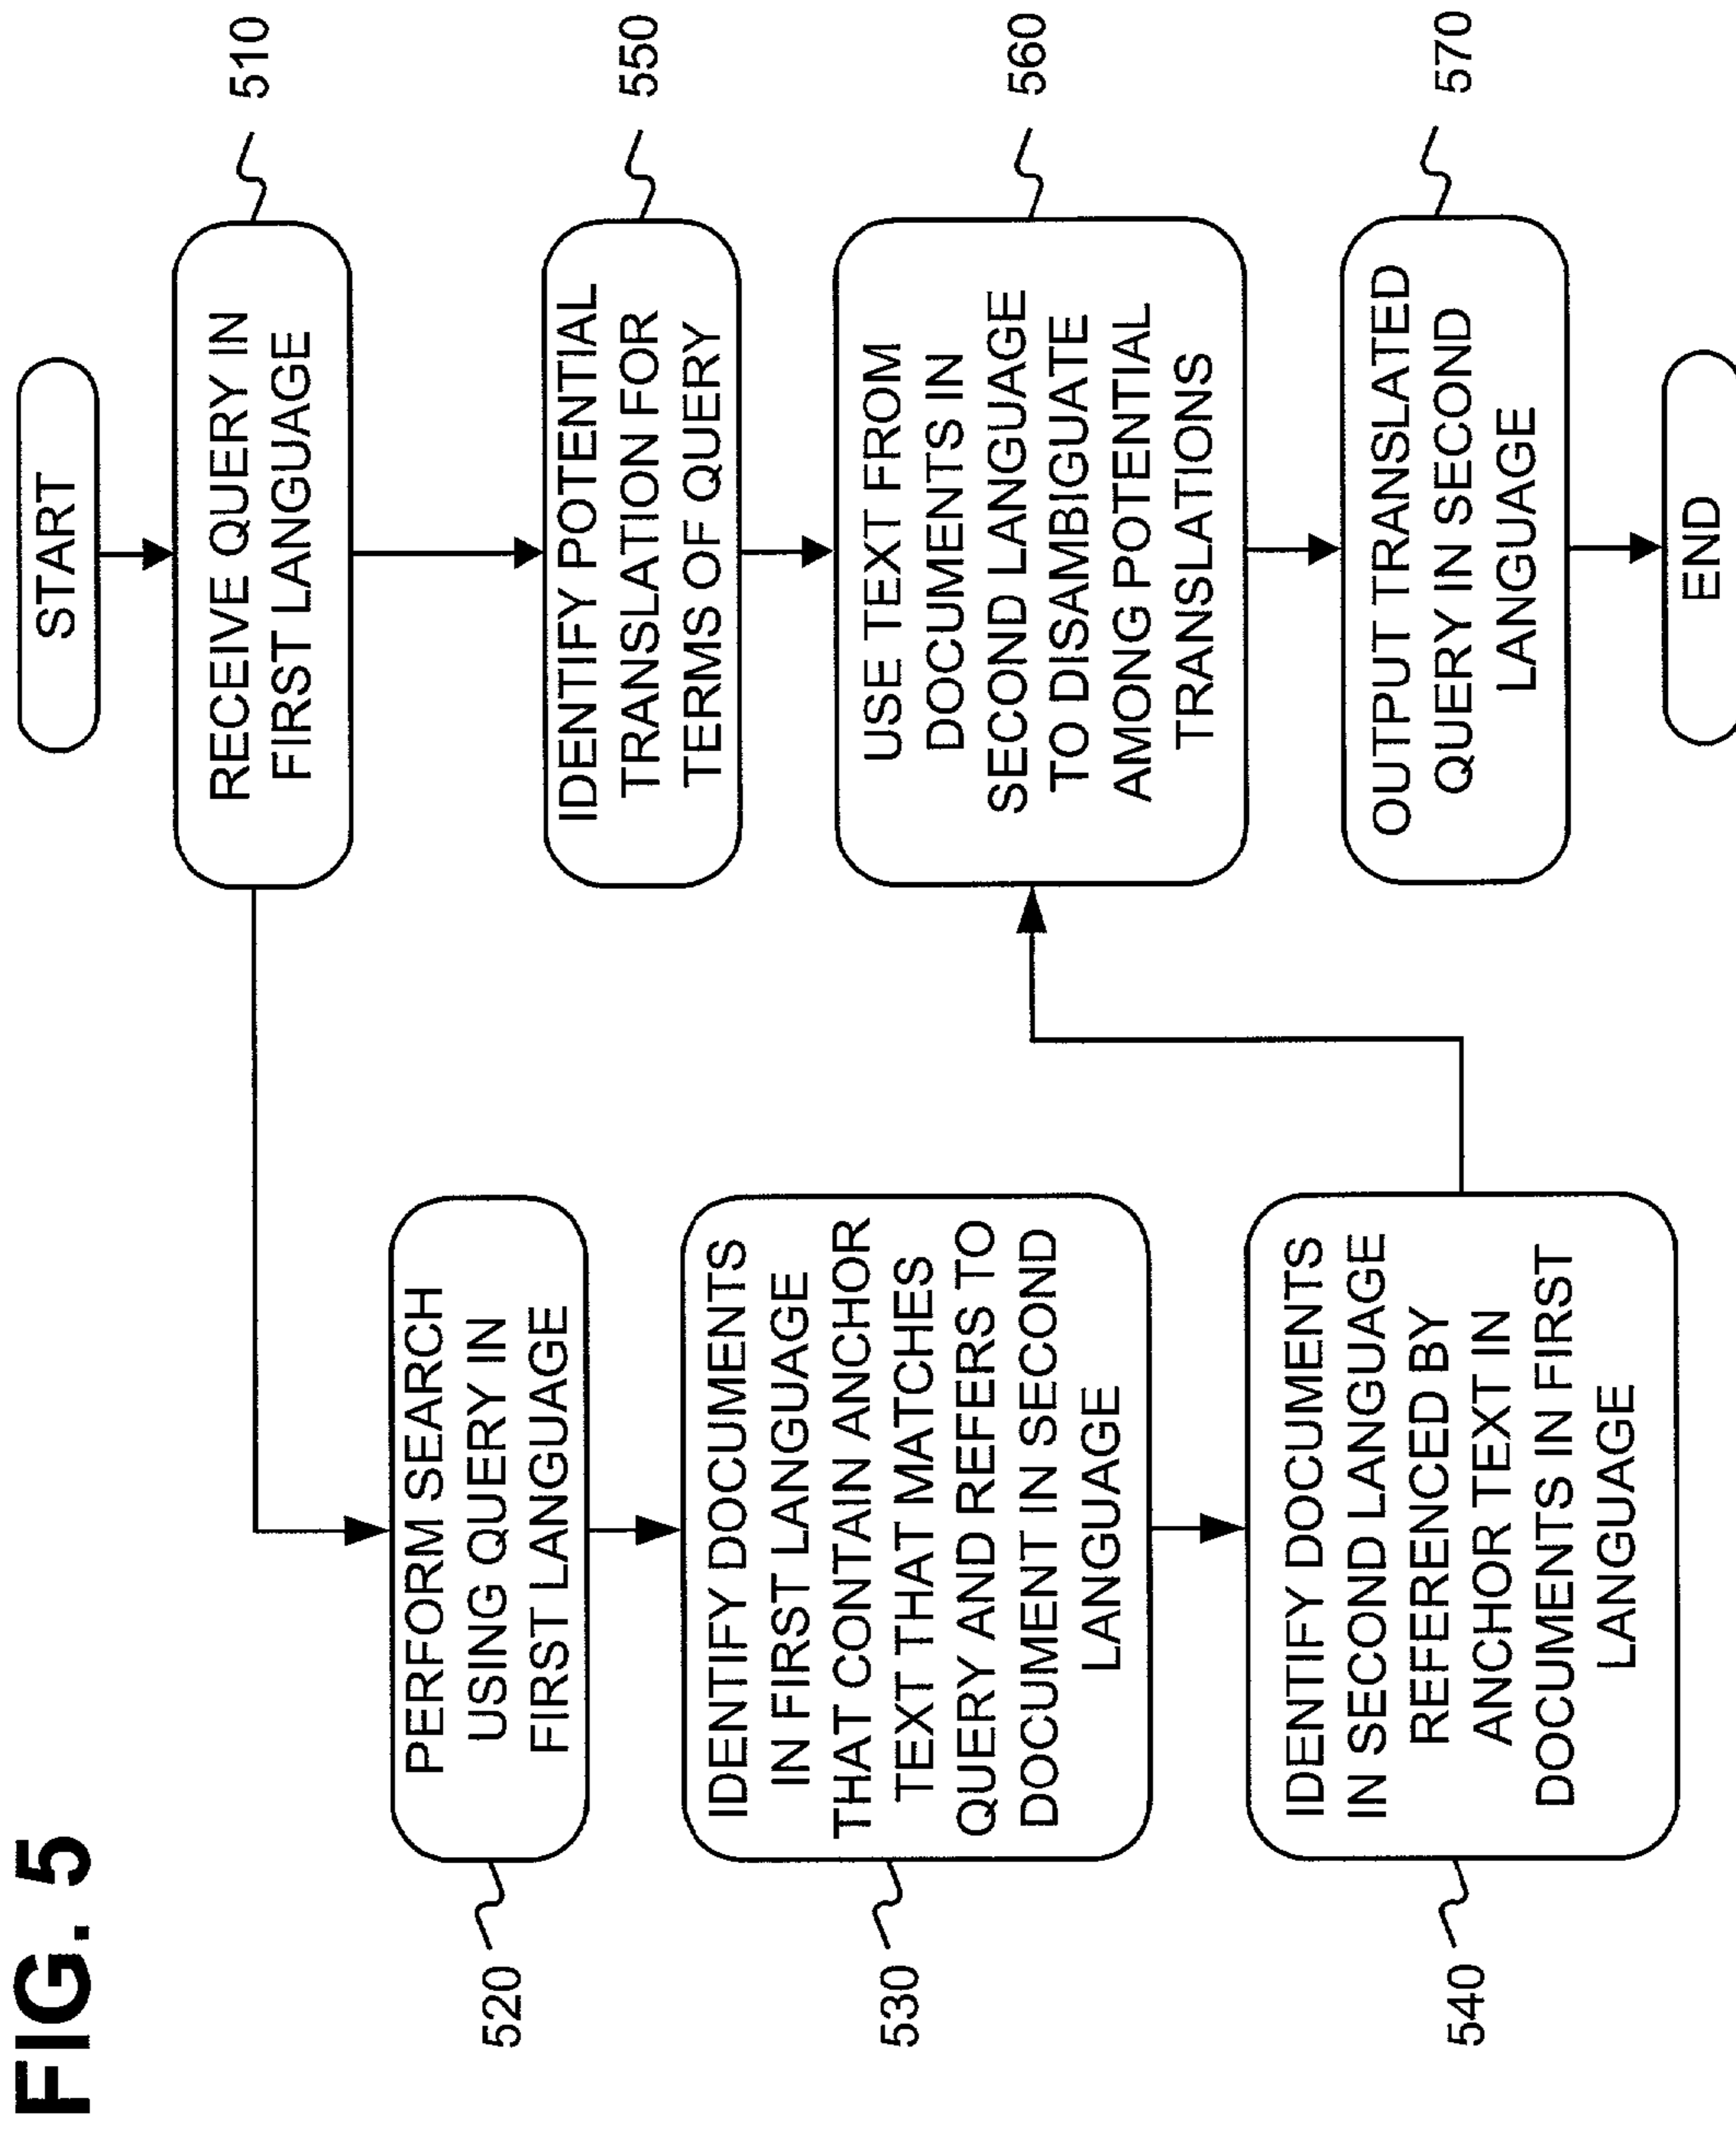 FIG. 5
START
RECEIVE QUERY IN
FIRST LANGUAGE
510
PERFORM SEARCH
USING QUERY IN
FIRST LANGUAGE
520
IDENTIFY DOCUMENTS
IN FIRST LANGUAGE
THAT CONTAIN ANCHOR
TEXT THAT MATCHES
QUERY AND REFERS TO
DOCUMENT IN SECOND
LANGUAGE
530
IDENTIFY DOCUMENTS
IN SECOND LANGUAGE
REFERENCED BY
ANCHOR TEXT IN
DOCUMENTS IN FIRST
LANGUAGE
540
IDENTIFY POTENTIAL
TRANSLATION FOR
TERMS OF QUERY
550
USE TEXT FROM
DOCUMENTS IN
SECOND LANGUAGE
TO DISAMBIGUATE
AMONG POTENTIAL
TRANSLATIONS
560
OUTPUT TRANSLATED
QUERY IN SECOND
LANGUAGE
570
END